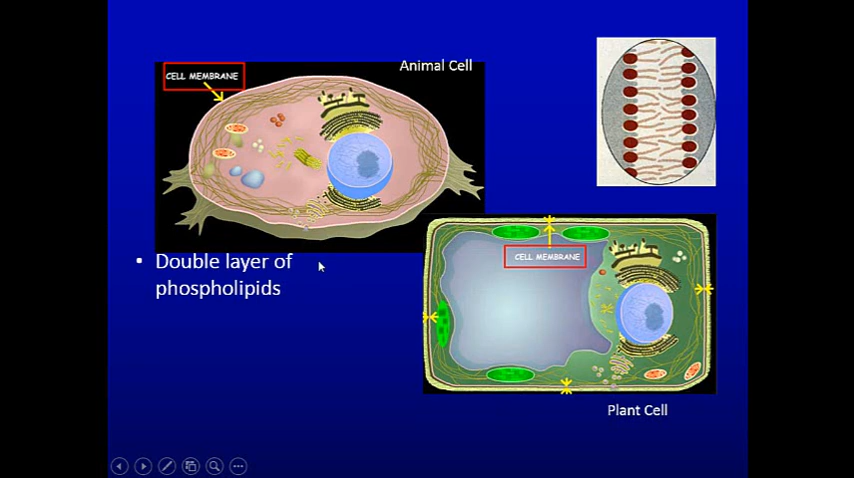 Animal Cell
CELL MEMBRANE
CELL MEMBRANE
• Double layer of
phospholipids
Plant Cell